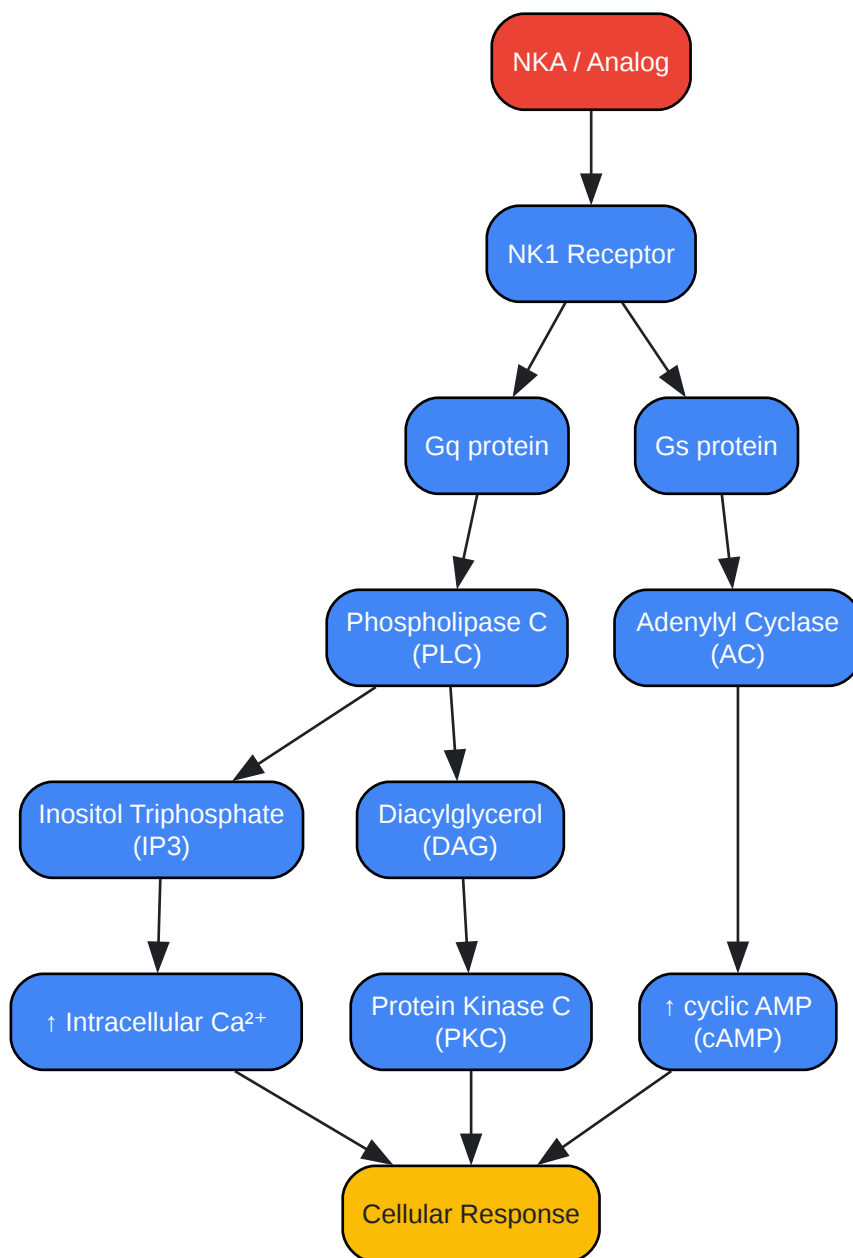 NKA / Analog
NK1 Receptor
Gq protein
Gs protein
Phospholipase C
(PLC)
Adenylyl Cyclase
(AC)
Inositol Triphosphate
(IP3)
Diacylglycerol
(DAG)
↑ Intracellular Ca²⁺
Protein Kinase C
(PKC)
↑ cyclic AMP
(cAMP)
Cellular Response